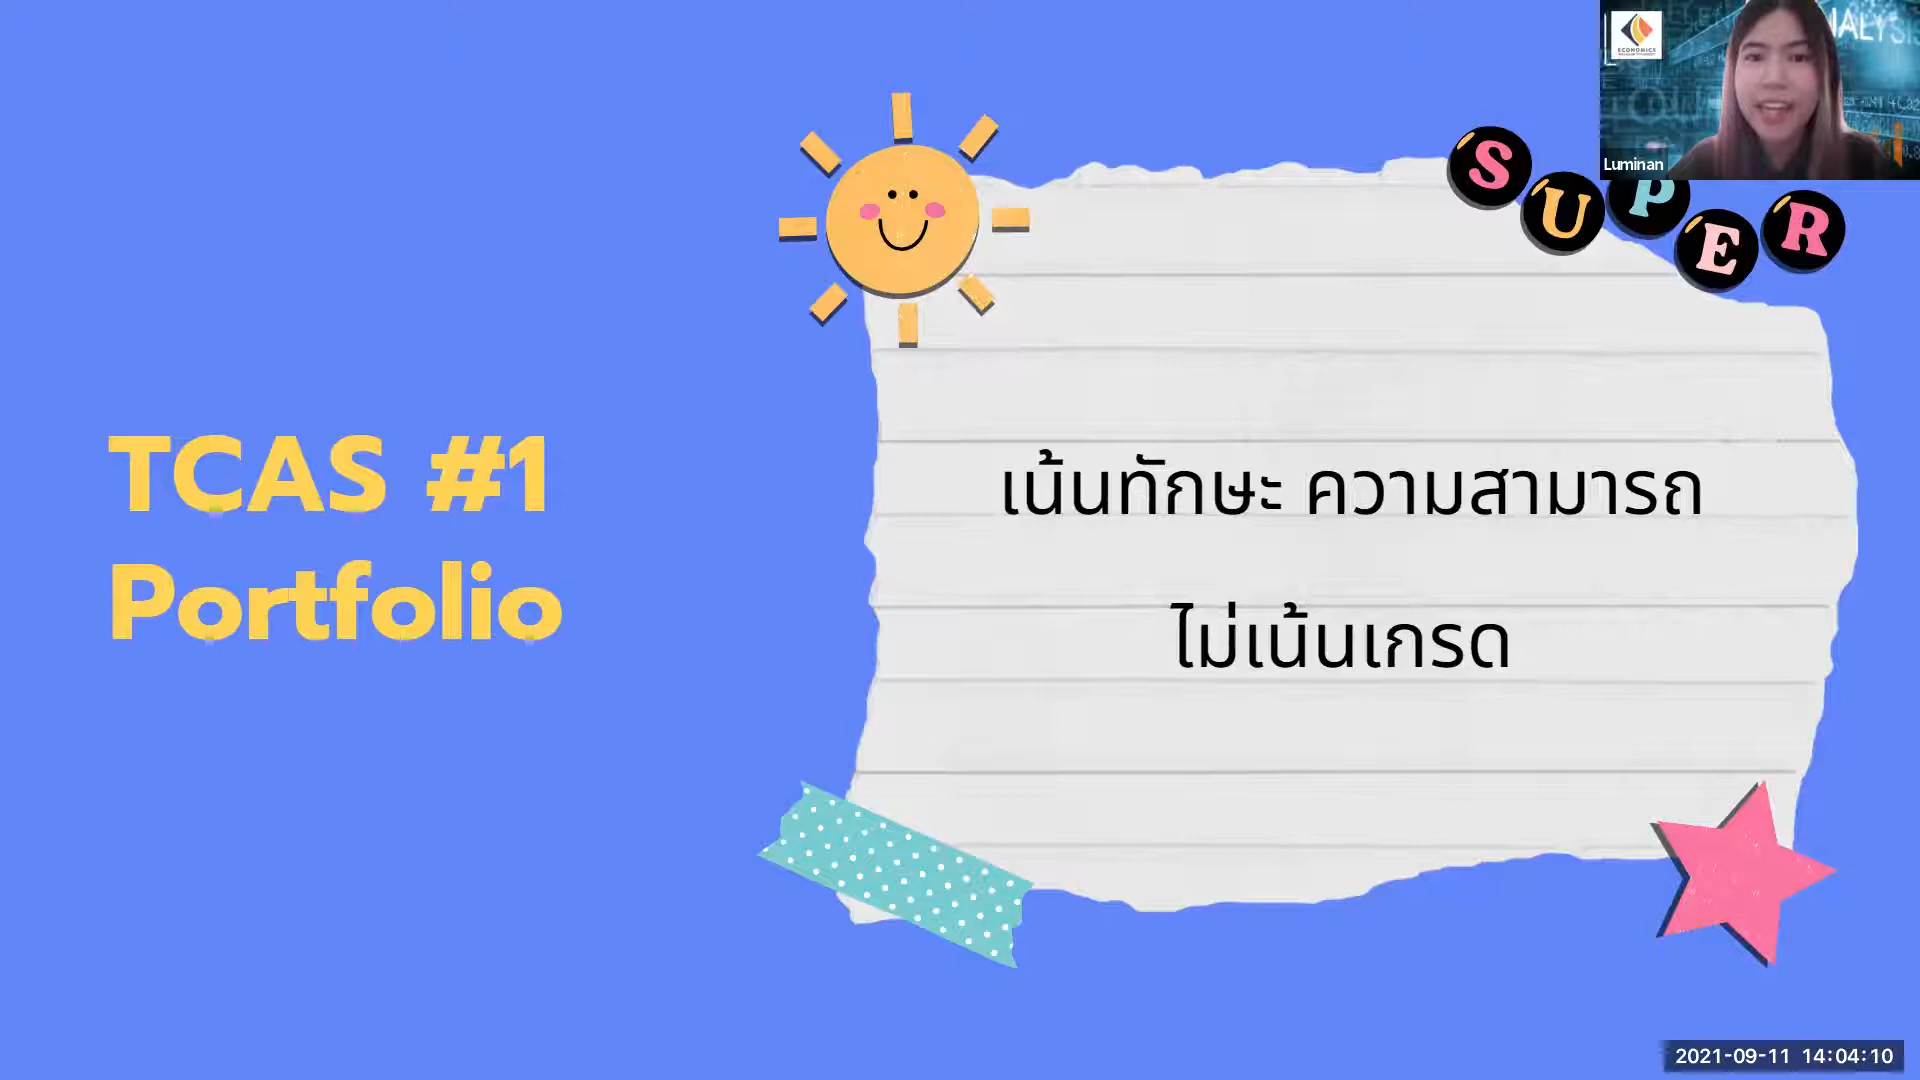 TCAS #1
Portfolio
เน้นทักษะ ความสามารถ
ไม่เน้นเกรด
SUPER
ECONOMICS
Luminan
2021-09-11 14:04:10